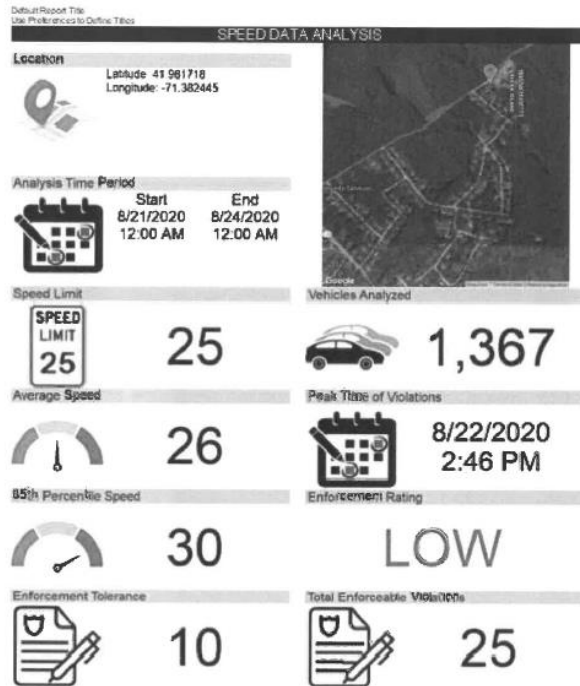 Default Report Title
Use Preferences to Define Titles
SPEED DATA ANALYSIS
Location
Latitude 41 981718
Longitude: -71.382445
Analysis Time Period
Start End
8/21/2020 8/24/2020
12:00 AM 12:00 AM
Google
Speed Limit
SPEED
LIMIT
25
25
Vehicles Analyzed
1,367
Average Speed
26
Peak Time of Violations
8/22/2020
2:46 PM
85th Percentile Speed
30
Enforcement Rating
LOW
Enforcement Tolerance
10
Total Enforceable Violations
25